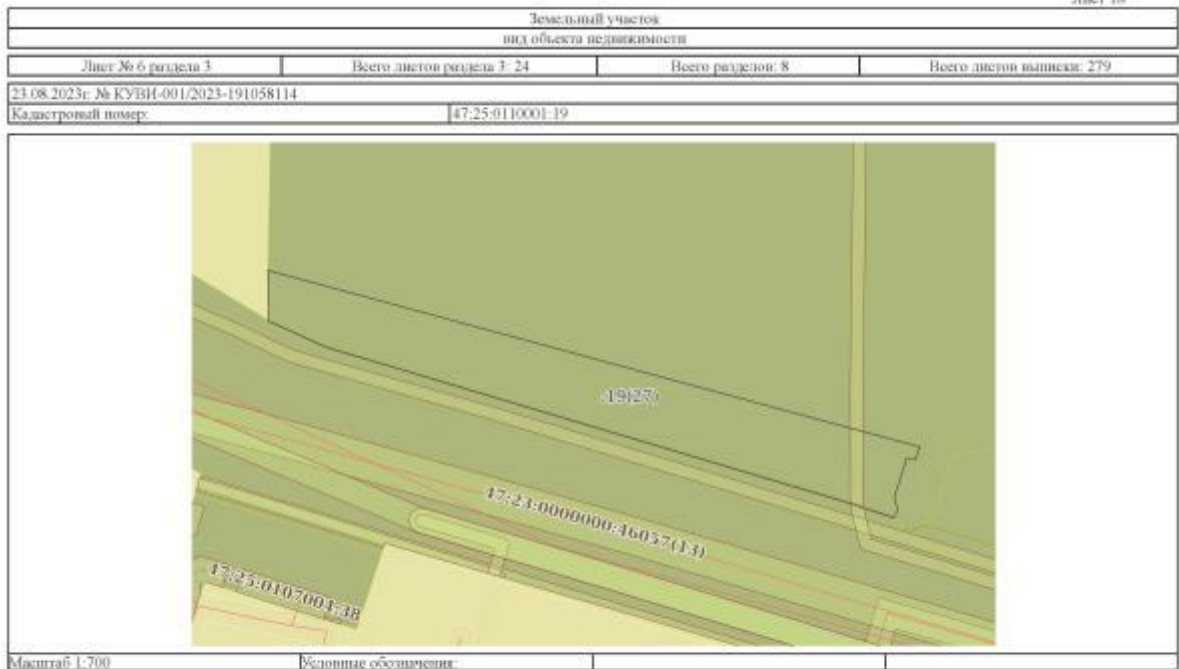 Земельный участок
вид объекта недвижимости
Лист № 6 раздела 3 Всего листов раздела 3: 24 Всего разделов: 8 Всего листов выписки: 279
23.08.2023г. № КУВИ-001/2023-191058114
Кадастровый номер: 47:25:0110001:19
:19(27)
47:23:0000000:46057(13)
47:25:0107004:38
Масштаб 1:700 Условные обозначения: